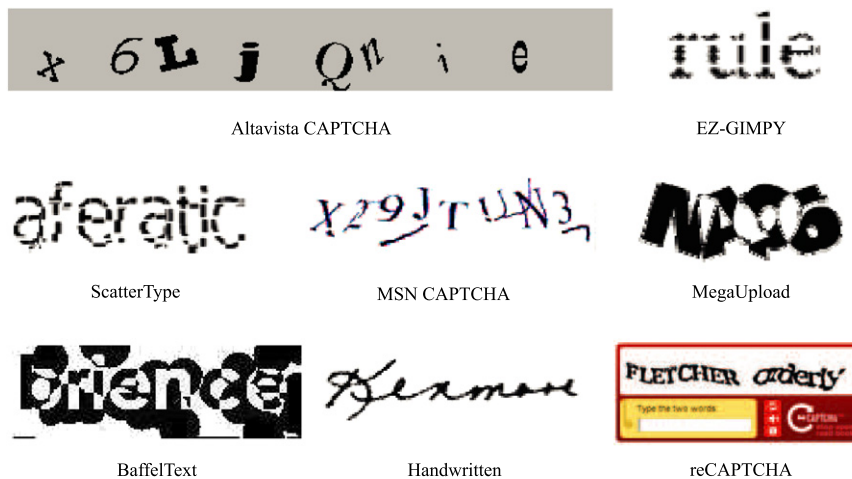 x 6 L j Q n i e
rule
Altavista CAPTCHA
EZ-GIMPY
aferatic
X29JTUN3
ScatterType
MSN CAPTCHA
MegaUpload
Kenmore
FLETCHER orderly
Type the two words:
BaffelText
Handwritten
reCAPTCHA